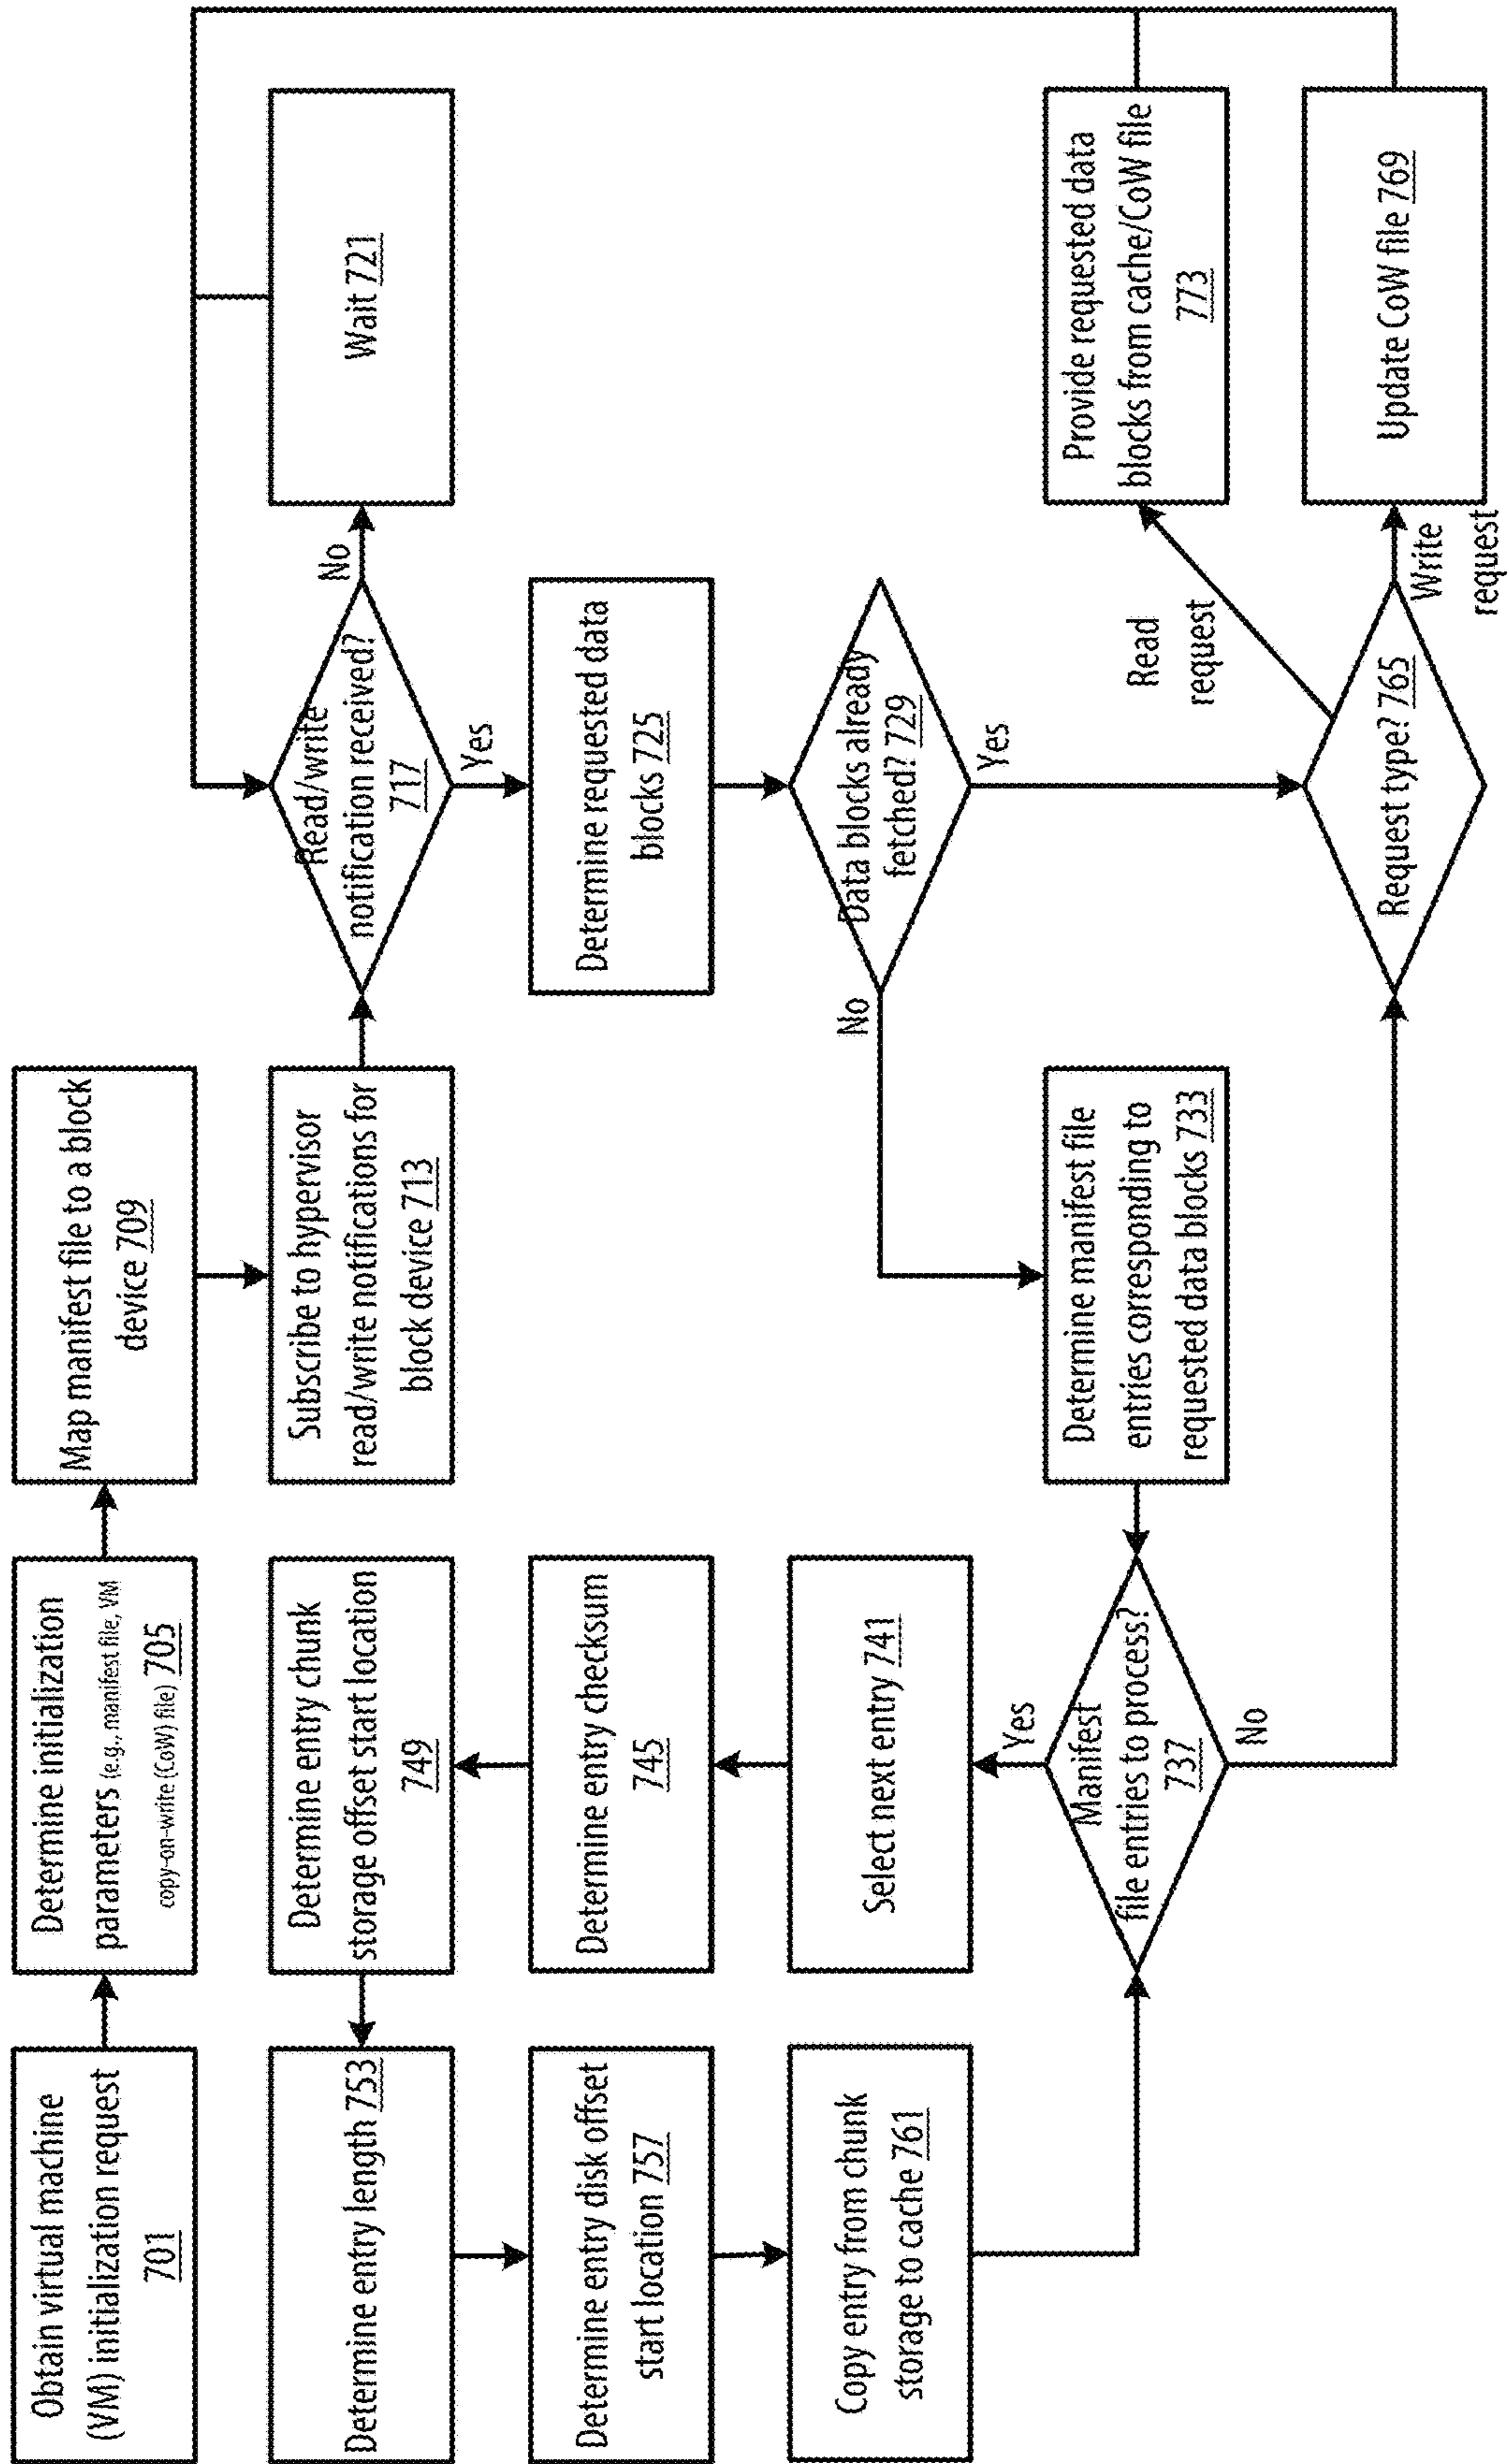 Obtain virtual machine
(VM) initialization request
701
Determine initialization
parameters (e.g., manifest file, VM
copy-on-write (CoW) file) 705
Map manifest file to a block
device 709
Subscribe to hypervisor
read/write notifications for
block device 713
Read/write
notification received?
717
No
Wait 721
Yes
Determine requested data
blocks 725
Data blocks already
fetched? 729
No
Yes
Determine manifest file
entries corresponding to
requested data blocks 733
Manifest
file entries to process?
737
Yes
No
Select next entry 741
Determine entry checksum
745
Determine entry chunk
storage offset start location
749
Determine entry length 753
Determine entry disk offset
start location 757
Copy entry from chunk
storage to cache 761
Request type? 765
Read
request
Write
request
Provide requested data
blocks from cache/CoW file
773
Update CoW file 769